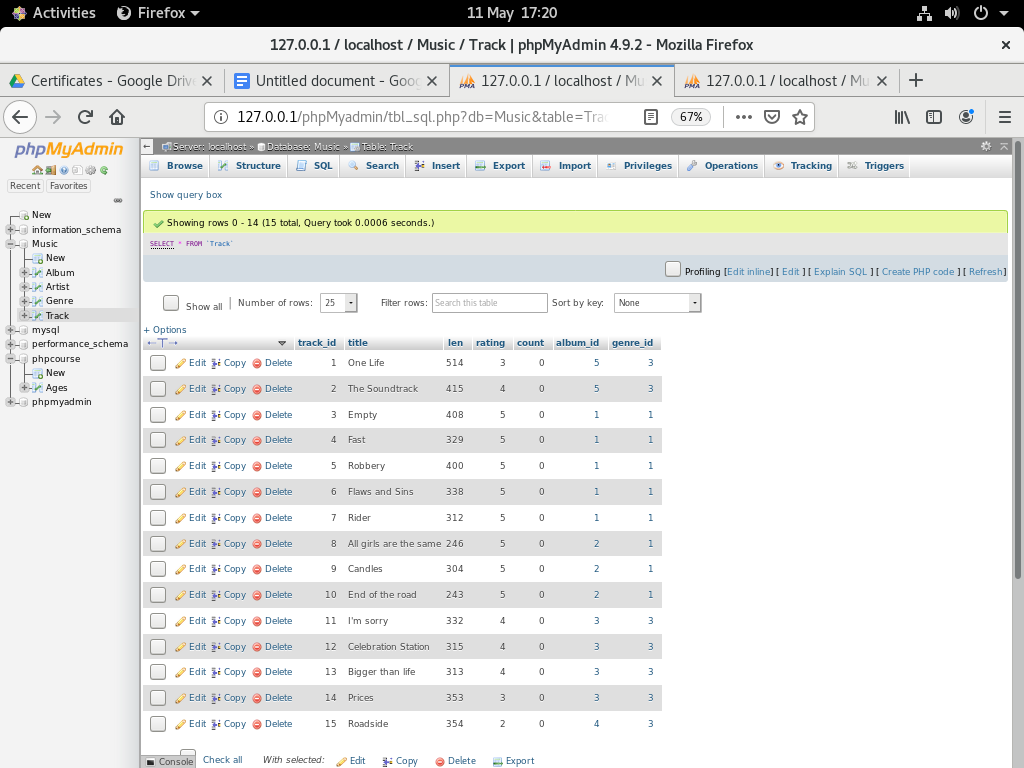 Activities Firefox 11 May 17:20
127.0.0.1 / localhost / Music / Track | phpMyAdmin 4.9.2 - Mozilla Firefox
Certificates - Google Drive Untitled document - Goog 127.0.0.1 / localhost / Mu 127.0.0.1 / localhost / Mu
127.0.0.1/phpMyadmin/tbl_sql.php?db=Music&table=Tra 67%
phpMyAdmin
Recent Favorites
New
information_schema
Music
New
Album
Artist
Genre
Track
mysql
performance_schema
phpcourse
New
Ages
phpmyadmin
Server: localhost » Database: Music » Table: Track
Browse Structure SQL Search Insert Export Import Privileges Operations Tracking Triggers
Show query box
Showing rows 0 - 14 (15 total, Query took 0.0006 seconds.)
SELECT * FROM `Track`
Profiling [Edit inline] [ Edit ] [ Explain SQL ] [ Create PHP code ] [ Refresh]
Show all | Number of rows: 25 Filter rows: Search this table Sort by key: None
+ Options
←T→ track_id title len rating count album_id genre_id
Edit Copy Delete 1 One Life 514 3 0 5 3
Edit Copy Delete 2 The Soundtrack 415 4 0 5 3
Edit Copy Delete 3 Empty 408 5 0 1 1
Edit Copy Delete 4 Fast 329 5 0 1 1
Edit Copy Delete 5 Robbery 400 5 0 1 1
Edit Copy Delete 6 Flaws and Sins 338 5 0 1 1
Edit Copy Delete 7 Rider 312 5 0 1 1
Edit Copy Delete 8 All girls are the same 246 5 0 2 1
Edit Copy Delete 9 Candles 304 5 0 2 1
Edit Copy Delete 10 End of the road 243 5 0 2 1
Edit Copy Delete 11 I'm sorry 332 4 0 3 3
Edit Copy Delete 12 Celebration Station 315 4 0 3 3
Edit Copy Delete 13 Bigger than life 313 4 0 3 3
Edit Copy Delete 14 Prices 353 3 0 3 3
Edit Copy Delete 15 Roadside 354 2 0 4 3
Check all With selected: Edit Copy Delete Export
Console